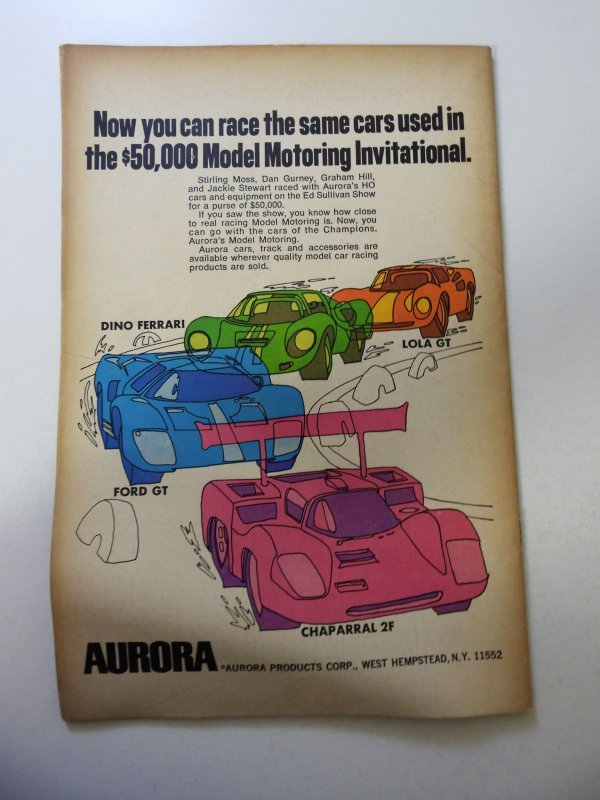 Now you can race the same cars used in
the $50,000 Model Motoring Invitational.
Stirling Moss, Dan Gurney, Graham Hill,
and Jackie Stewart raced with Aurora's HO
cars and equipment on the Ed Sullivan Show
for a purse of $50,000.
If you saw the show, you know how close
to real racing Model Motoring is. Now, you
can go with the cars of the Champions.
Aurora's Model Motoring.
Aurora cars, track and accessories are
available wherever quality model car racing
products are sold.
DINO FERRARI
LOLA GT
FORD GT
CHAPARRAL 2F
AURORA
®AURORA PRODUCTS CORP., WEST HEMPSTEAD, N.Y. 11552